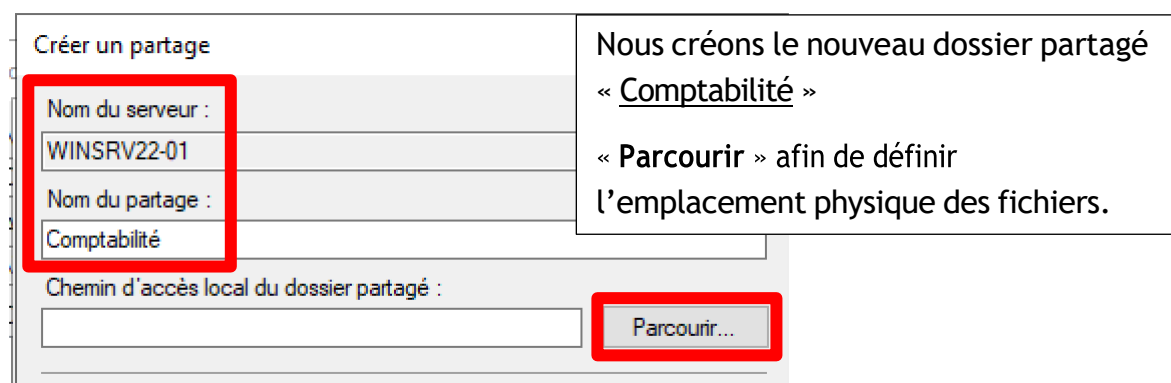 Créer un partage
Nom du serveur :
WINSRV22-01
Nom du partage :
Comptabilité
Chemin d'accès local du dossier partagé :
Parcourir...
Nous créons le nouveau dossier partagé
« Comptabilité »
« Parcourir » afin de définir
l’emplacement physique des fichiers.